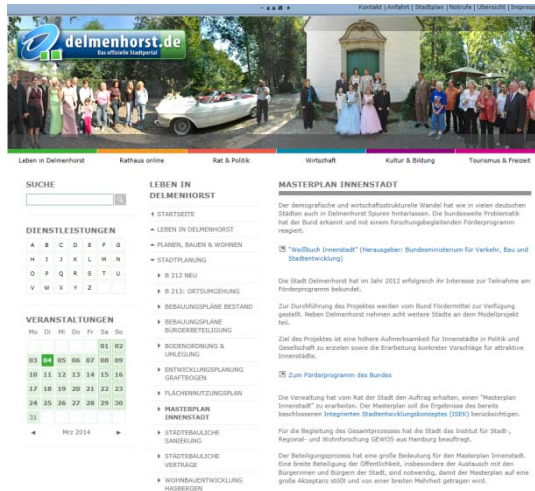 - a a a +
Kontakt | Anfahrt | Stadtplan | Notrufe | Übersicht | Impress
delmenhorst.de
Das offizielle Stadtportal
Leben in Delmenhorst
Rathaus online
Rat & Politik
Wirtschaft
Kultur & Bildung
Tourismus & Freizeit
SUCHE
DIENSTLEISTUNGEN
A B C D E F G
H I J K L M N
O P Q R S T U
V W X Y Z
VERANSTALTUNGEN
Mo Di Mi Do Fr Sa So
01 02
03 04 05 06 07 08 09
10 11 12 13 14 15 16
17 18 19 20 21 22 23
24 25 26 27 28 29 30
31
◄ Mrz 2014 ►
LEBEN IN
DELMENHORST
STARTSEITE
LEBEN IN DELMENHORST
PLANEN, BAUEN & WOHNEN
STADTPLANUNG
B 212 NEU
B 213: ORTSUMGEHUNG
BEBAUUNGSPLÄNE BESTAND
BEBAUUNGSPLÄNE
BÜRGERBETEILIGUNG
BODENORDNUNG &
UMLEGUNG
ENTWICKLUNGSPLANUNG
GRAFTBOGEN
FLÄCHENNUTZUNGSPLAN
MASTERPLAN
INNENSTADT
STÄDTEBAULICHE
SANIERUNG
STÄDTEBAULICHE
VERTRÄGE
WOHNBAUENTWICKLUNG
HASBERGEN
MASTERPLAN INNENSTADT
Der demografische und wirtschaftsstrukturelle Wandel hat wie in vielen deutschen
Städten auch in Delmenhorst Spuren hinterlassen. Die bundesweite Problematik
hat der Bund erkannt und mit einem forschungsbegleitenden Förderprogramm
reagiert.
"Weißbuch Innenstadt" (Herausgeber: Bundesministerium für Verkehr, Bau und
Stadtentwicklung)
Die Stadt Delmenhorst hat im Jahr 2012 erfolgreich ihr Interesse zur Teilnahme am
Förderprogramm bekundet.
Zur Durchführung des Projektes werden vom Bund Fördermittel zur Verfügung
gestellt. Neben Delmenhorst nehmen acht weitere Städte an dem Modellprojekt
teil.
Ziel des Projektes ist eine höhere Aufmerksamkeit für Innenstädte in Politik und
Gesellschaft zu erzielen sowie die Erarbeitung konkreter Vorschläge für attraktive
Innenstädte.
Zum Förderprogramm des Bundes
Die Verwaltung hat vom Rat der Stadt den Auftrag erhalten, einen "Masterplan
Innenstadt" zu erarbeiten. Der Masterplan soll die Ergebnisse des bereits
beschlossenen Integrierten Stadtentwicklungskonzeptes (ISEK) berücksichtigen.
Für die Begleitung des Gesamtprozesses hat die Stadt das Institut für Stadt-,
Regional- und Wohnforschung GEWOS aus Hamburg beauftragt.
Der Beteiligungsprozess hat eine große Bedeutung für den Masterplan Innenstadt.
Eine breite Beteiligung der Öffentlichkeit, insbesondere der Austausch mit den
Bürgerinnen und Bürgern der Stadt, sind notwendig, damit der Masterplan auf eine
große Akzeptanz stößt und von einer breiten Mehrheit getragen wird.